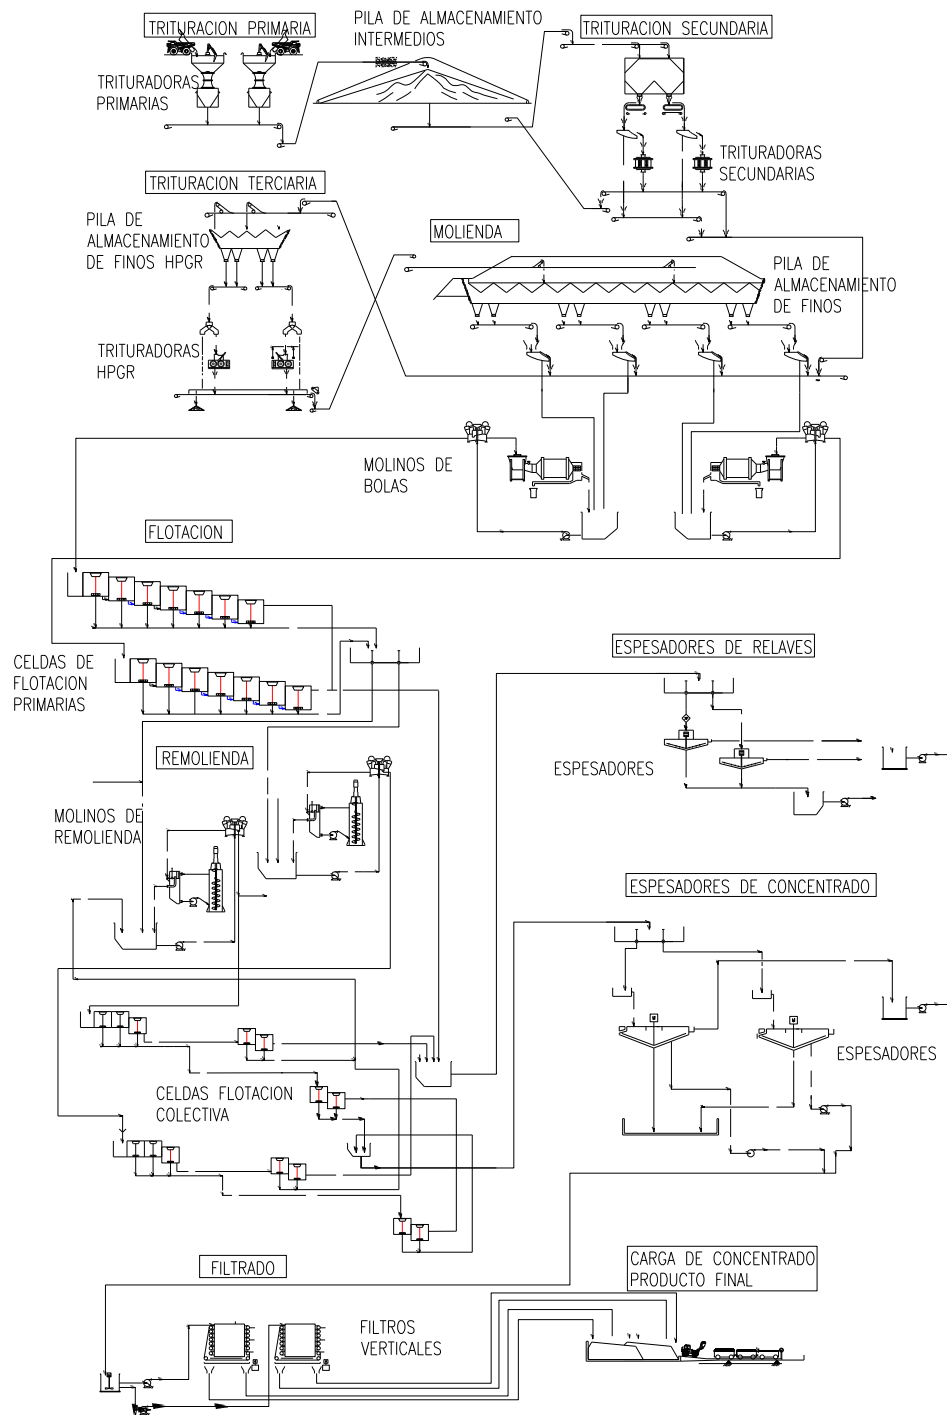 TRITURACION PRIMARIA
PILA DE ALMACENAMIENTO
INTERMEDIOS
TRITURACION SECUNDARIA
TRITURADORAS
PRIMARIAS
TRITURADORAS
SECUNDARIAS
TRITURACION TERCIARIA
PILA DE
ALMACENAMIENTO
DE FINOS HPGR
MOLIENDA
PILA DE
ALMACENAMIENTO
DE FINOS
TRITURADORAS
HPGR
MOLINOS DE
BOLAS
FLOTACION
CELDAS DE
FLOTACION
PRIMARIAS
ESPESADORES DE RELAVES
ESPESADORES
REMOLIENDA
MOLINOS DE
REMOLIENDA
ESPESADORES DE CONCENTRADO
ESPESADORES
CELDAS FLOTACION
COLECTIVA
FILTRADO
CARGA DE CONCENTRADO
PRODUCTO FINAL
FILTROS
VERTICALES